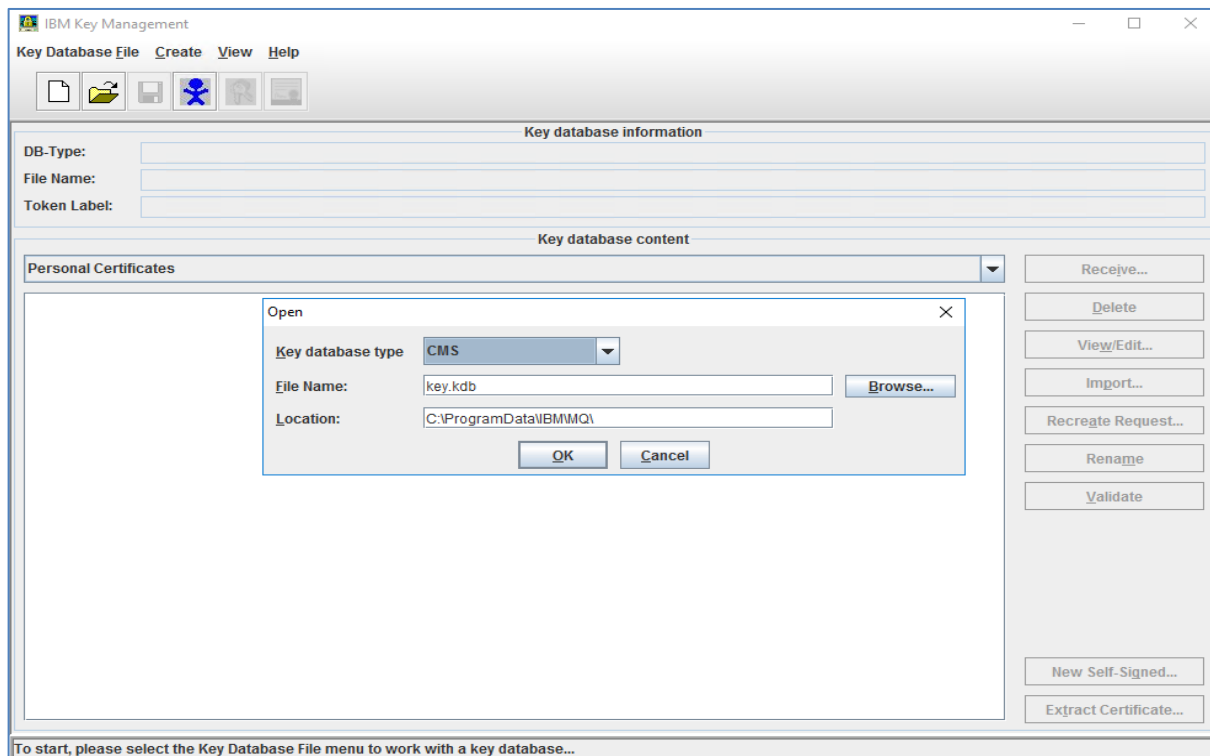 IBM Key Management
Key Database File Create View Help
Key database information
DB-Type:
File Name:
Token Label:
Key database content
Personal Certificates
Receive...
Delete
View/Edit...
Import...
Recreate Request...
Rename
Validate
New Self-Signed...
Extract Certificate...
Open
Key database type CMS
File Name: key.kdb Browse...
Location: C:\ProgramData\IBM\MQ\
OK Cancel
To start, please select the Key Database File menu to work with a key database...